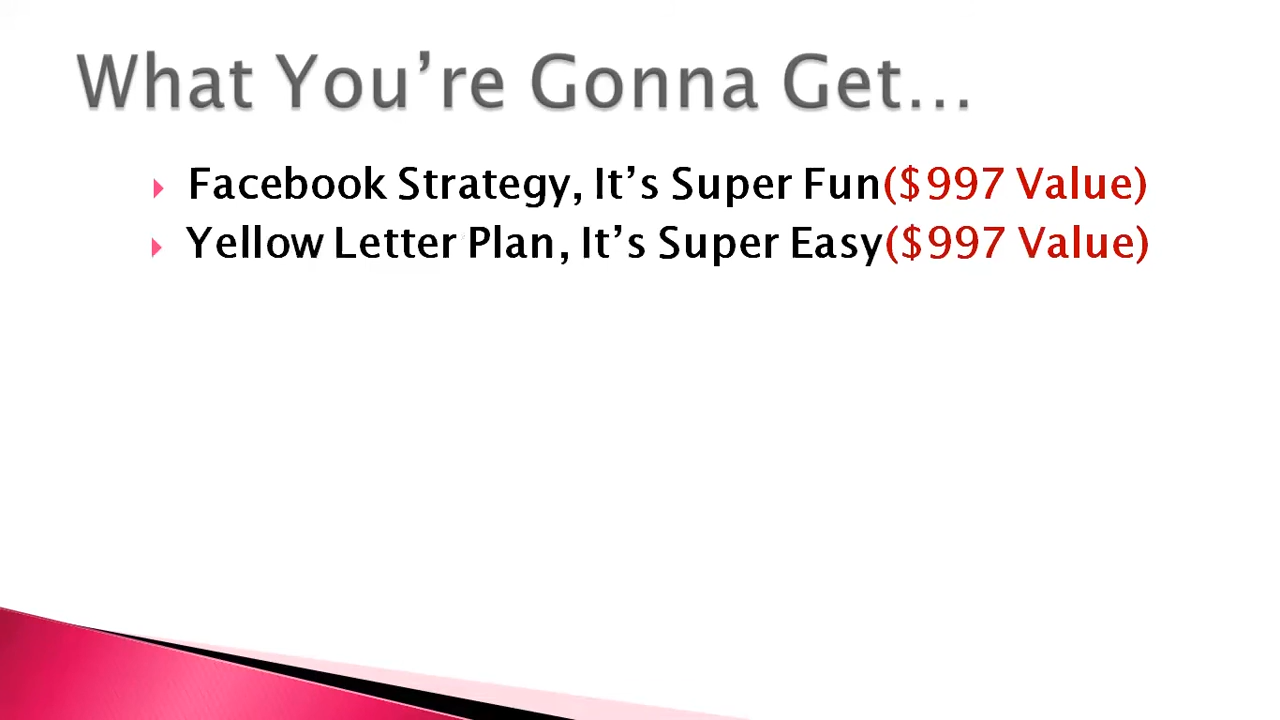 What You’re Gonna Get…
Facebook Strategy, It’s Super Fun($997 Value)
Yellow Letter Plan, It’s Super Easy($997 Value)